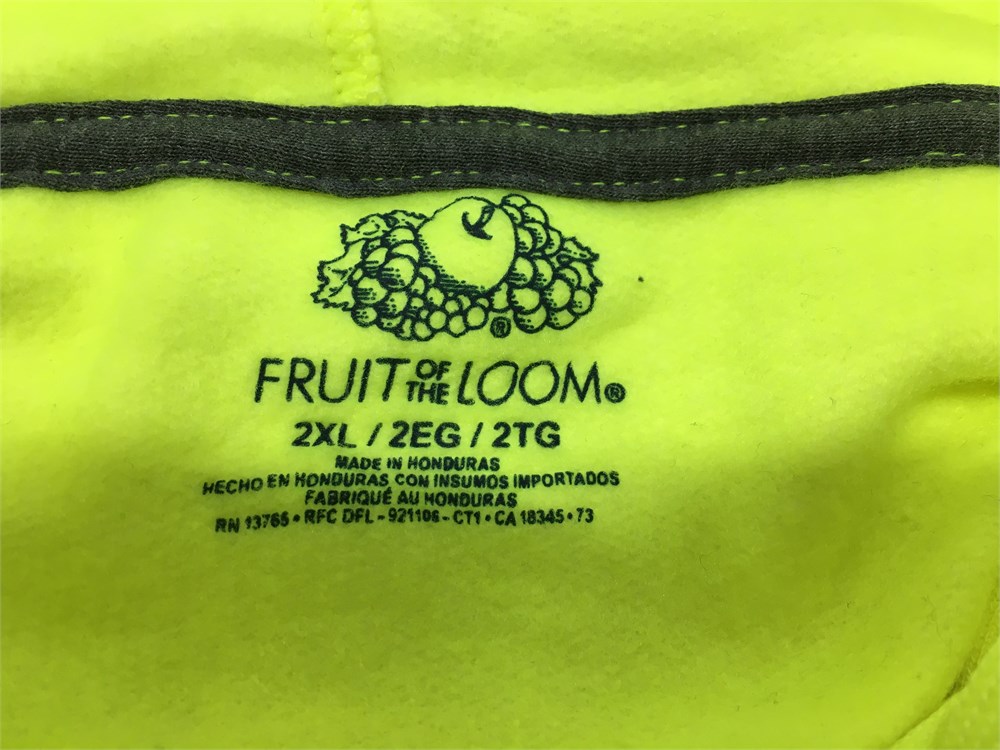 ®
FRUIT OF THE LOOM®
2XL / 2EG / 2TG
MADE IN HONDURAS
HECHO EN HONDURAS CON INSUMOS IMPORTADOS
FABRIQUÉ AU HONDURAS
RN 13765 • RFC DFL - 921106 - CT1 • CA 18345 • 73